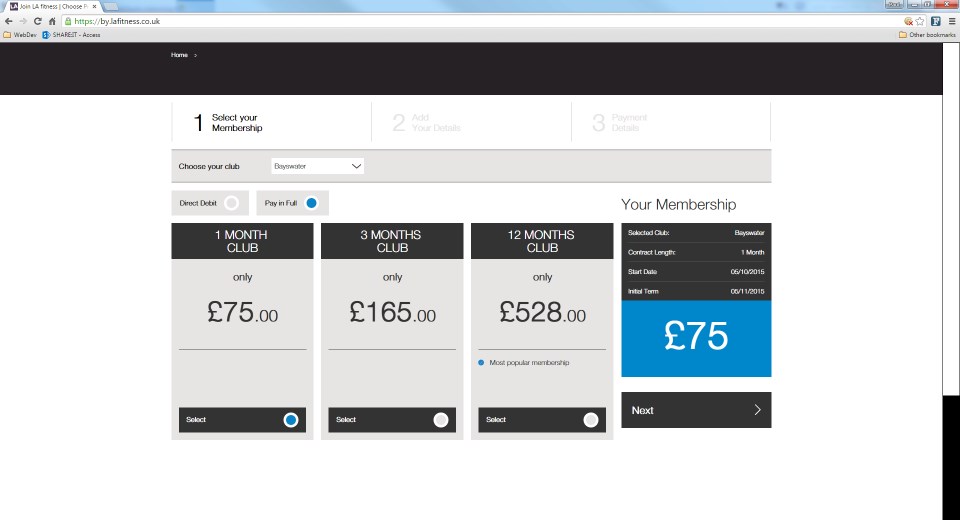 Join LA fitness | Choose
https://by.lafitness.co.uk
WebDev
SHAREIT - Access
Other bookmarks
Home >
1 Select your Membership
2 Add Your Details
3 Payment Details
Choose your club
Bayswater
Direct Debit
Pay in Full
Your Membership
1 MONTH
CLUB
only
£75.00
Select
3 MONTHS
CLUB
only
£165.00
Select
12 MONTHS
CLUB
only
£528.00
Most popular membership
Select
Selected Club: Bayswater
Contract Length: 1 Month
Start Date 05/10/2015
Initial Term 05/11/2015
£75
Next